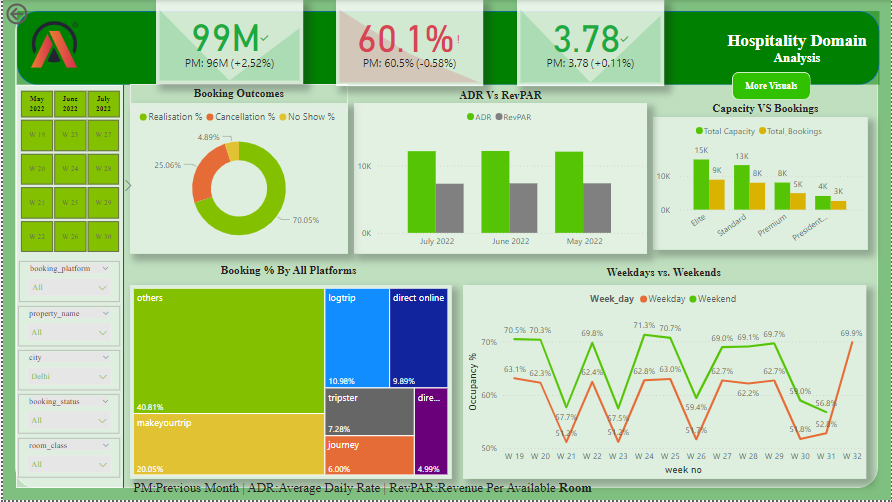 99M✓
PM: 96M (+2.52%)
60.1%!
PM: 60.5% (-0.58%)
3.78✓
PM: 3.78 (+0.11%)
Hospitality Domain
Analysis
More Visuals
May 2022
June 2022
July 2022
W 19
W 23
W 27
W 20
W 24
W 28
W 21
W 25
W 29
W 22
W 26
W 30
booking_platform
All
property_name
All
city
Delhi
booking_status
All
room_class
All
Booking Outcomes
Realisation % Cancellation % No Show %
4.89%
25.06%
70.05%
ADR Vs RevPAR
ADR RevPAR
10K
0K
July 2022
June 2022
May 2022
Capacity VS Bookings
Total Capacity Total_Bookings
10K
0K
15K
9K
13K
8K
8K
5K
4K
3K
Elite
Standard
Premium
President...
Booking % By All Platforms
others
40.81%
makeyourtrip
20.05%
logtrip
10.98%
direct online
9.89%
tripster
7.28%
journey
6.00%
dire...
4.99%
Weekdays vs. Weekends
Week_day Weekday Weekend
Occupancy %
70%
60%
50%
70.5%
70.3%
57.7%
69.8%
57.5%
71.3%
70.7%
59.4%
69.0%
69.1%
69.7%
59.0%
56.8%
69.9%
63.1%
62.3%
51.2%
62.4%
51.2%
62.8%
63.0%
51.7%
62.7%
62.2%
62.7%
51.8%
52.8%
W 19 W 20 W 21 W 22 W 23 W 24 W 25 W 26 W 27 W 28 W 29 W 30 W 31 W 32
week no
PM:Previous Month | ADR:Average Daily Rate | RevPAR:Revenue Per Available Room